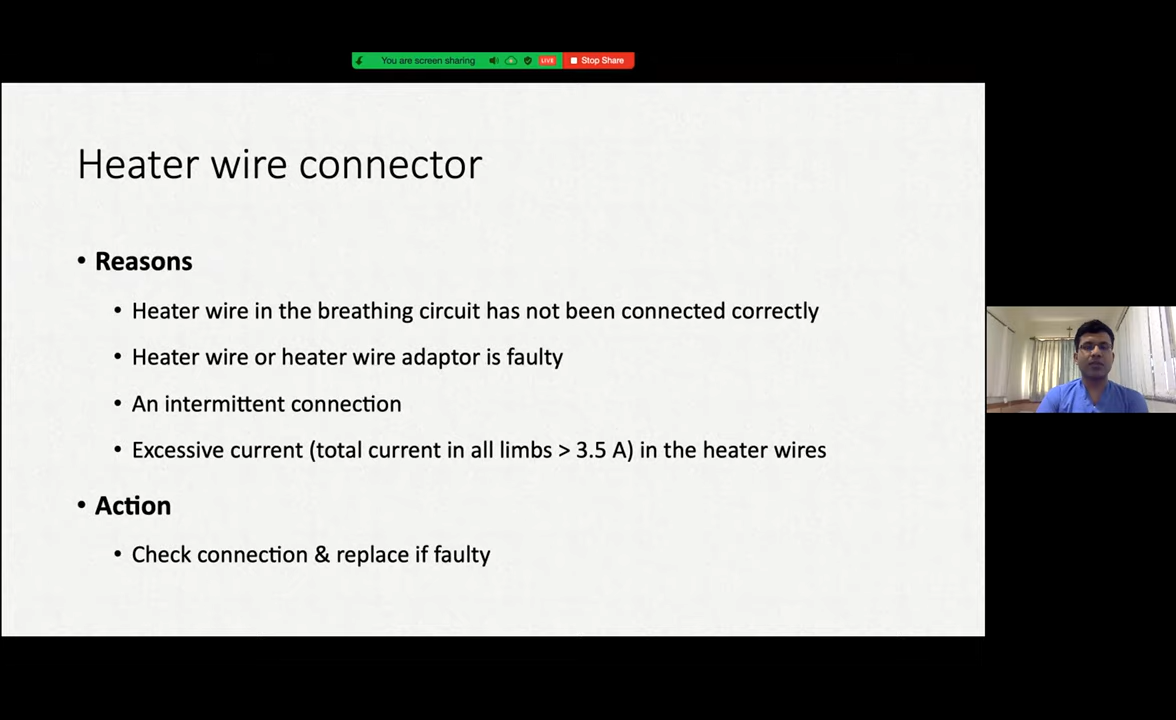 You are screen sharing
LIVE
Stop Share
Heater wire connector
• Reasons
• Heater wire in the breathing circuit has not been connected correctly
• Heater wire or heater wire adaptor is faulty
• An intermittent connection
• Excessive current (total current in all limbs > 3.5 A) in the heater wires
• Action
• Check connection & replace if faulty